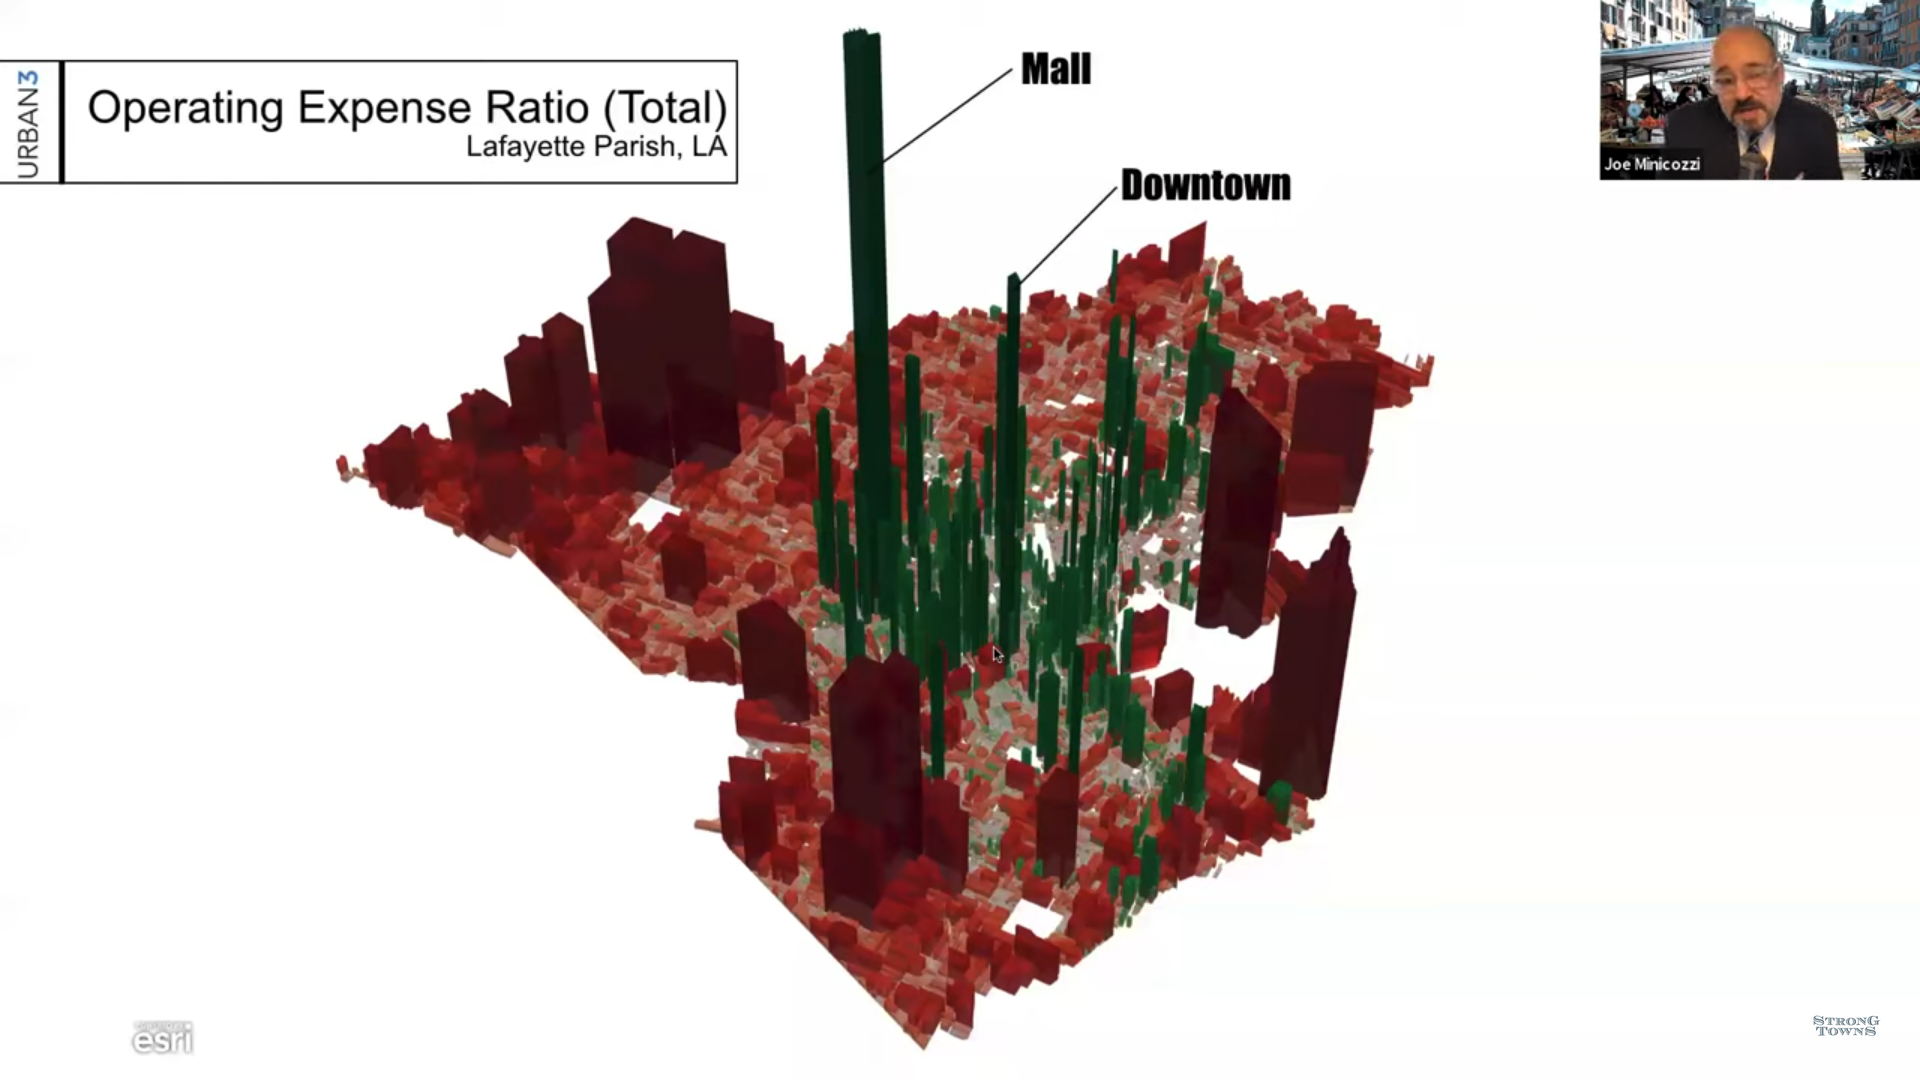 URBAN3
Operating Expense Ratio (Total)
Lafayette Parish, LA
Mall
Downtown
Joe Minicozzi
esri
STRONG
TOWNS